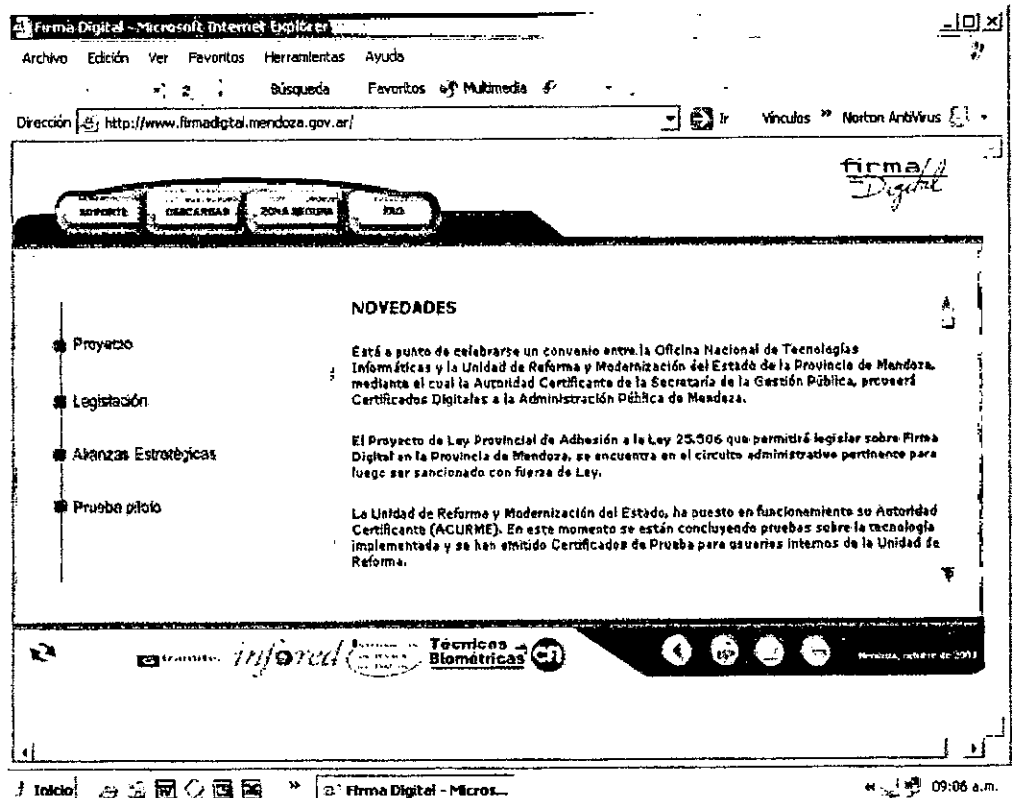 Firma Digital - Microsoft Internet Explorer
Archivo Edición Ver Favoritos Herramientas Ayuda
Búsqueda Favoritos Multimedia
Dirección http://www.firmadigital.mendoza.gov.ar/ Ir Vínculos » Norton AntiVirus
firma
Digital
SOPORTE DESCARGAS ZONA SEGURA FAQ
NOVEDADES
Proyecto
Legislación
Alianzas Estratégicas
Prueba piloto
Está a punto de celebrarse un convenio entre la Oficina Nacional de Tecnologías
Informáticas y la Unidad de Reforma y Modernización del Estado de la Provincia de Mendoza,
mediante el cual la Autoridad Certificante de la Secretaría de la Gestión Pública, proveerá
Certificados Digitales a la Administración Pública de Mendoza.
El Proyecto de Ley Provincial de Adhesión a la Ley 25.506 que permitirá legislar sobre Firma
Digital en la Provincia de Mendoza, se encuentra en el circuito administrativo pertinente para
luego ser sancionado con fuerza de Ley.
La Unidad de Reforma y Modernización del Estado, ha puesto en funcionamiento su Autoridad
Certificante (ACURME). En este momento se están concluyendo pruebas sobre la tecnología
implementada y se han emitido Certificados de Prueba para usuarios internos de la Unidad de
Reforma.
tramite. infored Técnicas
Biométricas
Mendoza, octubre de 2003
Inicio » Firma Digital - Micros... « 09:06 a.m.